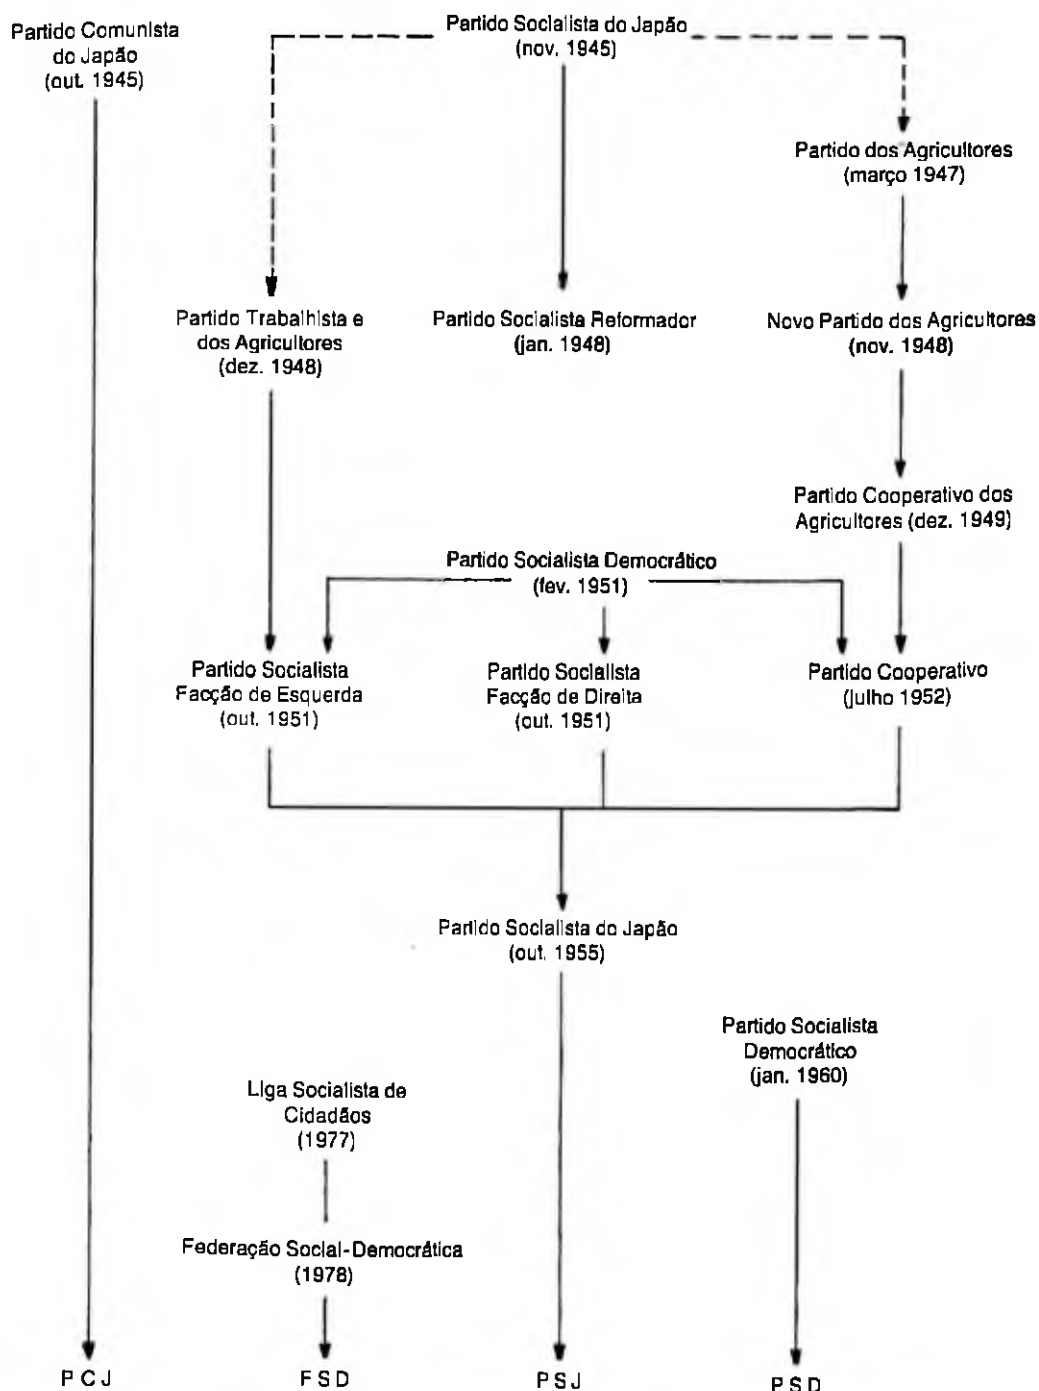 Partido Comunista
do Japão
(out. 1945)
Partido Socialista do Japão
(nov. 1945)
Partido dos Agricultores
(março 1947)
Partido Trabalhista e
dos Agricultores
(dez. 1948)
Partido Socialista Reformador
(jan. 1948)
Novo Partido dos Agricultores
(nov. 1948)
Partido Cooperativo dos
Agricultores (dez. 1949)
Partido Socialista Democrático
(fev. 1951)
Partido Socialista
Facção de Esquerda
(out. 1951)
Partido Socialista
Facção de Direita
(out. 1951)
Partido Cooperativo
(julho 1952)
Partido Socialista do Japão
(out. 1955)
Partido Socialista
Democrático
(jan. 1960)
Liga Socialista de
Cidadãos
(1977)
Federação Social-Democrática
(1978)
P C J
F S D
P S J
P S D